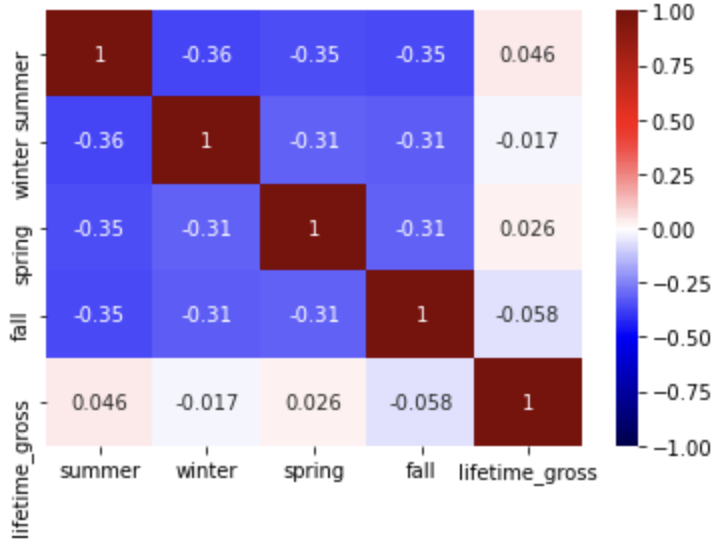 summer 1 -0.36 -0.35 -0.35 0.046
winter -0.36 1 -0.31 -0.31 -0.017
spring -0.35 -0.31 1 -0.31 0.026
fall -0.35 -0.31 -0.31 1 -0.058
lifetime_gross 0.046 -0.017 0.026 -0.058 1
summer winter spring fall lifetime_gross
1.00
0.75
0.50
0.25
0.00
−0.25
−0.50
−0.75
−1.00